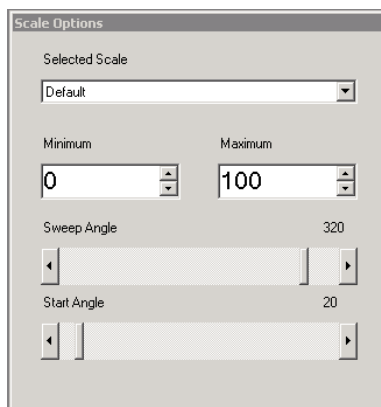 Scale Options
Selected Scale
Default
Minimum Maximum
0 100
Sweep Angle 320
Start Angle 20